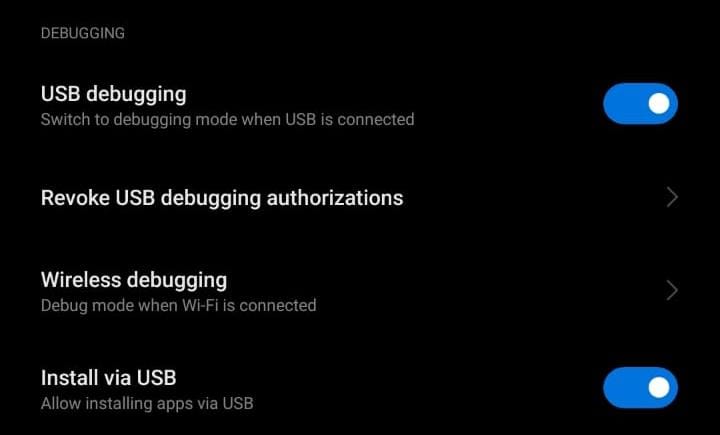 DEBUGGING
USB debugging
Switch to debugging mode when USB is connected
Revoke USB debugging authorizations
Wireless debugging
Debug mode when Wi-Fi is connected
Install via USB
Allow installing apps via USB